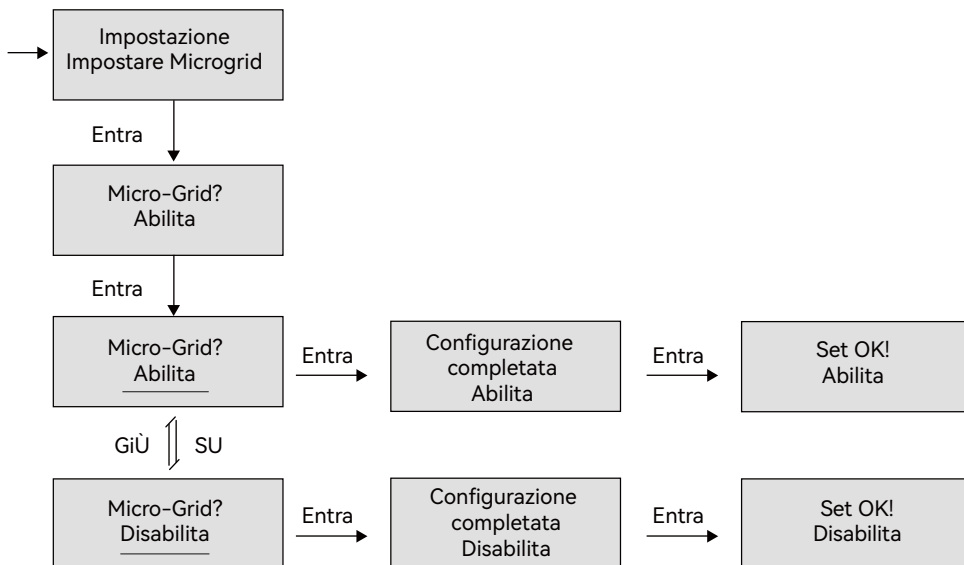 Impostazione
Impostare Microgrid
Entra
Micro-Grid?
Abilita
Entra
Micro-Grid?
Abilita
Entra
Configurazione
completata
Abilita
Entra
Set OK!
Abilita
GiÙ
SU
Micro-Grid?
Disabilita
Entra
Configurazione
completata
Disabilita
Entra
Set OK!
Disabilita